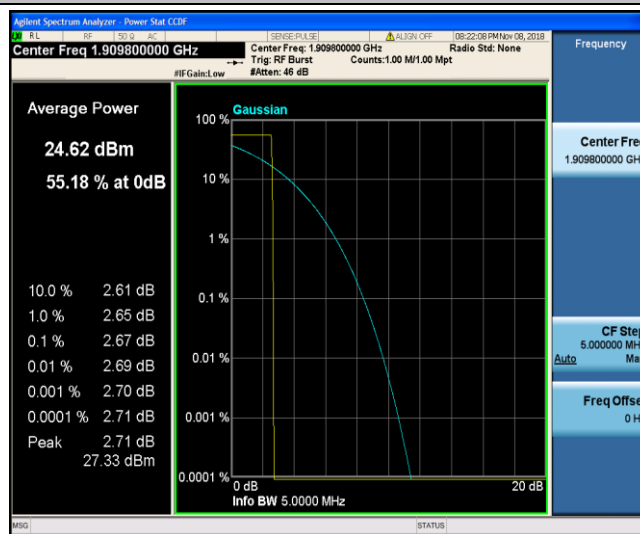 Agilent Spectrum Analyzer - Power Stat CCDF
RL RF 50 Ω AC SENSE:PULSE ALIGN OFF 08:22:08 PM Nov 08, 2018
Center Freq 1.909800000 GHz
Center Freq: 1.909800000 GHz Radio Std: None
Trig: RF Burst Counts:1.00 M/1.00 Mpt
#IFGain:Low #Atten: 46 dB
Frequency
Average Power
24.62 dBm
55.18 % at 0dB
10.0 % 2.61 dB
1.0 % 2.65 dB
0.1 % 2.67 dB
0.01 % 2.69 dB
0.001 % 2.70 dB
0.0001 % 2.71 dB
Peak 2.71 dB
27.33 dBm
Gaussian
100 %
10 %
1 %
0.1 %
0.01 %
0.001 %
0.0001 %
0 dB 20 dB
Info BW 5.0000 MHz
Center Fre
1.909800000 GH
CF Ste
5.000000 MH
Auto Ma
Freq Offse
0 H
MSG STATUS